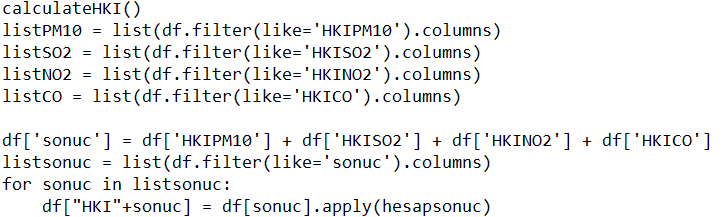 calculateHKI()
listPM10 = list(df.filter(like='HKIPM10').columns)
listSO2 = list(df.filter(like='HKISO2').columns)
listNO2 = list(df.filter(like='HKINO2').columns)
listCO = list(df.filter(like='HKICO').columns)
df['sonuc'] = df['HKIPM10'] + df['HKISO2'] + df['HKINO2'] + df['HKICO']
listsonuc = list(df.filter(like='sonuc').columns)
for sonuc in listsonuc:
    df["HKI"+sonuc] = df[sonuc].apply(hesapsonuc)